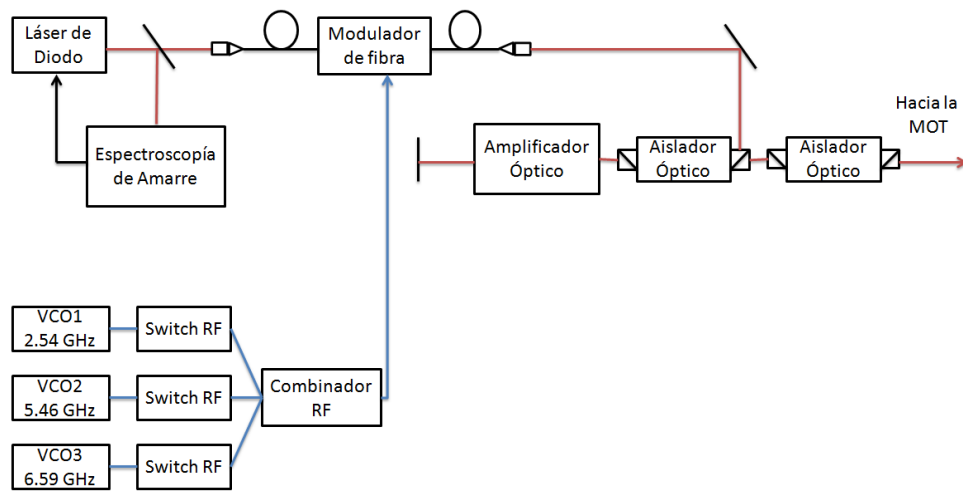 Láser de
Diodo
Modulador
de fibra
Espectroscopía
de Amarre
Amplificador
Óptico
Aislador
Óptico
Aislador
Óptico
Hacia la
MOT
VCO1
2.54 GHz
Switch RF
VCO2
5.46 GHz
Switch RF
Combinador
RF
VCO3
6.59 GHz
Switch RF